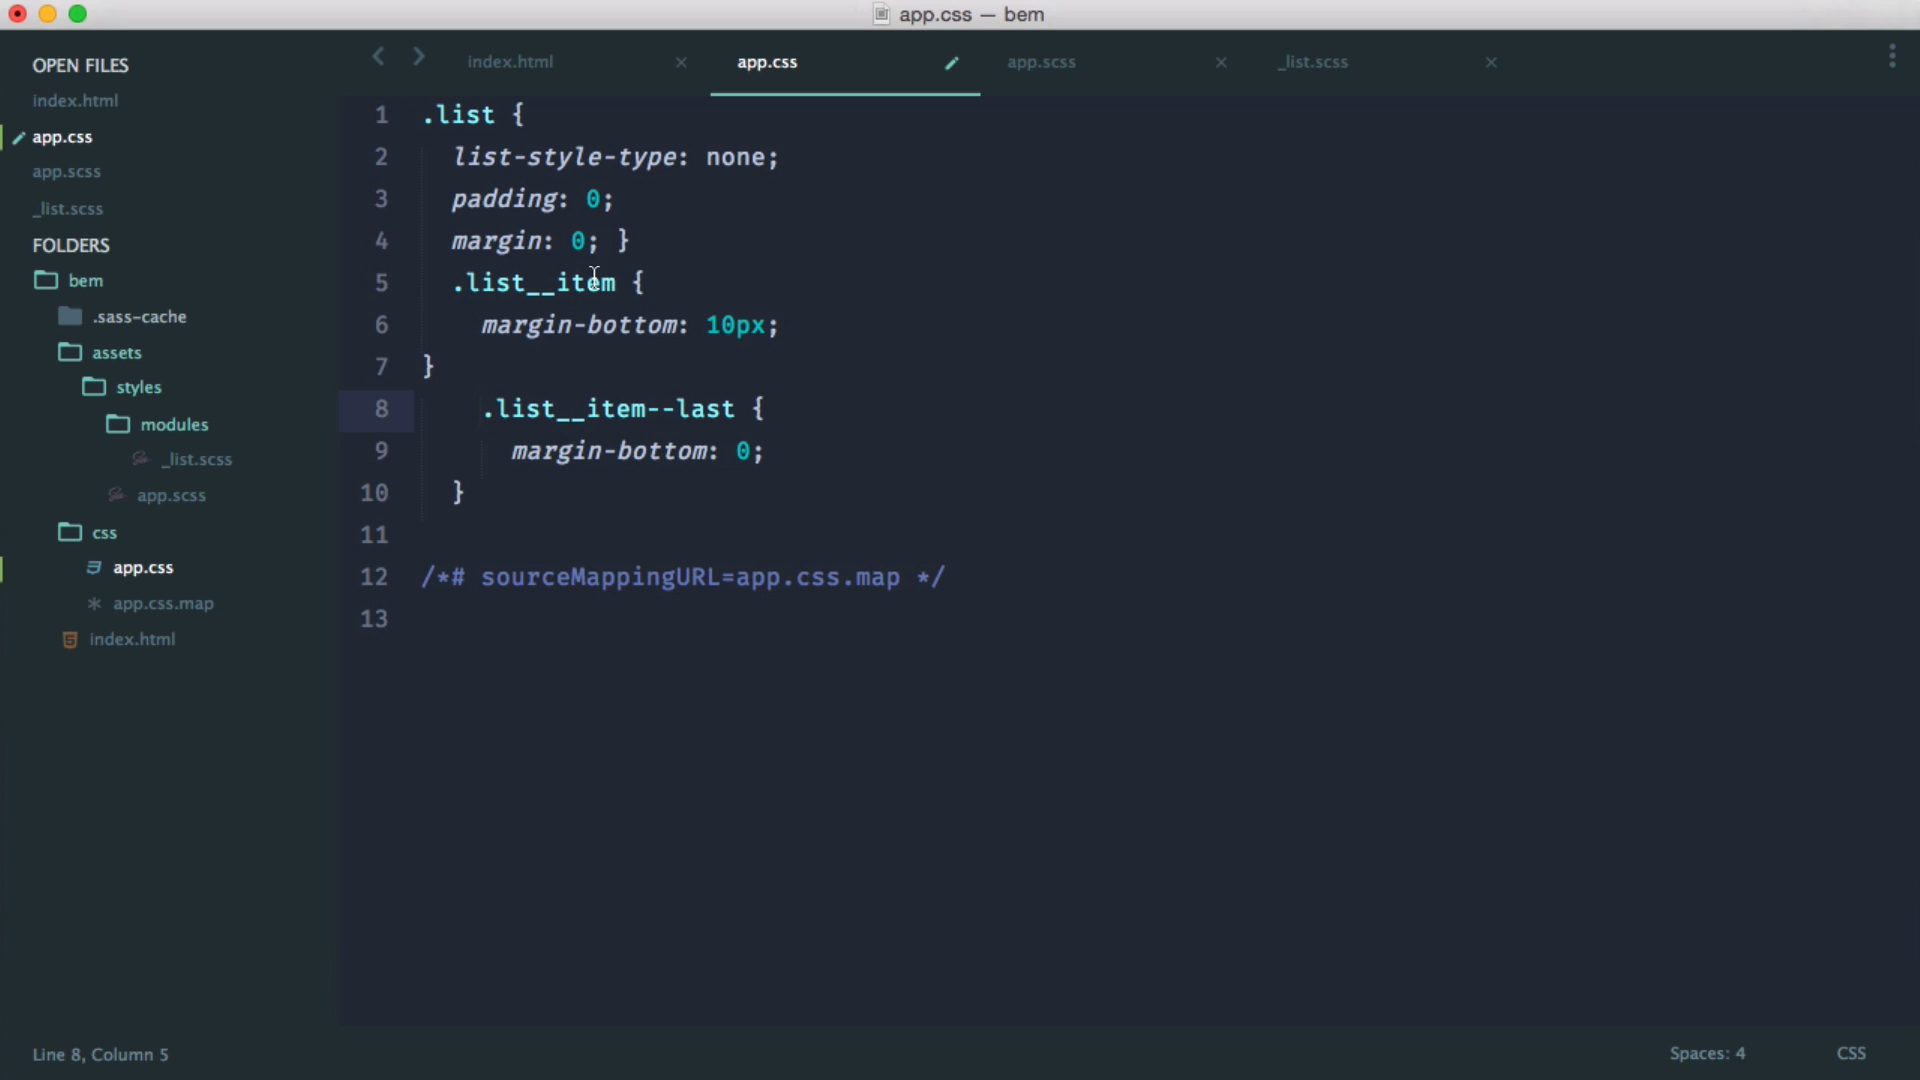 app.css — bem
OPEN FILES
index.html
app.css
app.scss
_list.scss
FOLDERS
bem
.sass-cache
assets
styles
modules
_list.scss
app.scss
css
app.css
app.css.map
index.html
index.html
app.css
app.scss
_list.scss
1 .list {
2 list-style-type: none;
3 padding: 0;
4 margin: 0; }
5 .list__item {
6 margin-bottom: 10px;
7 }
8 .list__item--last {
9 margin-bottom: 0;
10 }
11
12 /*# sourceMappingURL=app.css.map */
13
Line 8, Column 5
Spaces: 4
CSS